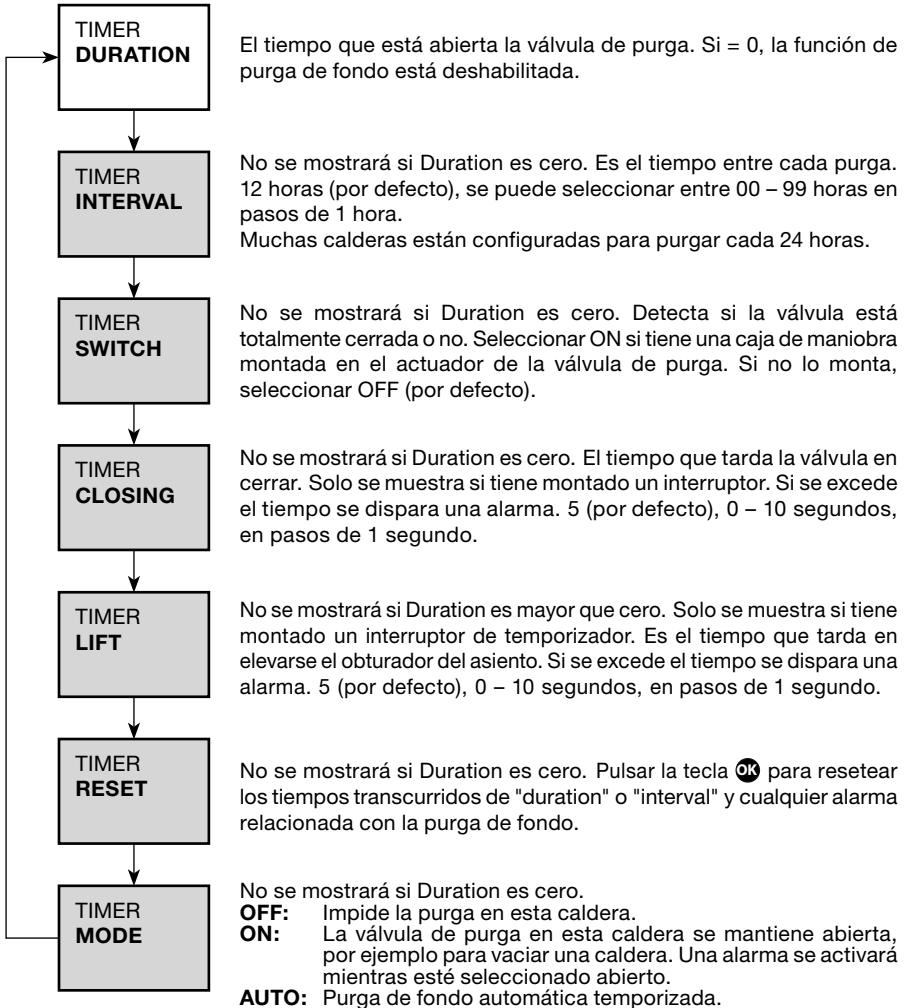 TIMER
DURATION
El tiempo que está abierta la válvula de purga. Si = 0, la función de
purga de fondo está deshabilitada.
TIMER
INTERVAL
No se mostrará si Duration es cero. Es el tiempo entre cada purga.
12 horas (por defecto), se puede seleccionar entre 00 – 99 horas en
pasos de 1 hora.
Muchas calderas están configuradas para purgar cada 24 horas.
TIMER
SWITCH
No se mostrará si Duration es cero. Detecta si la válvula está
totalmente cerrada o no. Seleccionar ON si tiene una caja de maniobra
montada en el actuador de la válvula de purga. Si no lo monta,
seleccionar OFF (por defecto).
TIMER
CLOSING
No se mostrará si Duration es cero. El tiempo que tarda la válvula en
cerrar. Solo se muestra si tiene montado un interruptor. Si se excede
el tiempo se dispara una alarma. 5 (por defecto), 0 – 10 segundos,
en pasos de 1 segundo.
TIMER
LIFT
No se mostrará si Duration es mayor que cero. Solo se muestra si tiene
montado un interruptor de temporizador. Es el tiempo que tarda en
elevarse el obturador del asiento. Si se excede el tiempo se dispara una
alarma. 5 (por defecto), 0 – 10 segundos, en pasos de 1 segundo.
TIMER
RESET
No se mostrará si Duration es cero. Pulsar la tecla OK para resetear
los tiempos transcurridos de "duration" o "interval" y cualquier alarma
relacionada con la purga de fondo.
TIMER
MODE
No se mostrará si Duration es cero.
OFF: Impide la purga en esta caldera.
ON: La válvula de purga en esta caldera se mantiene abierta,
por ejemplo para vaciar una caldera. Una alarma se activará
mientras esté seleccionado abierto.
AUTO: Purga de fondo automática temporizada.